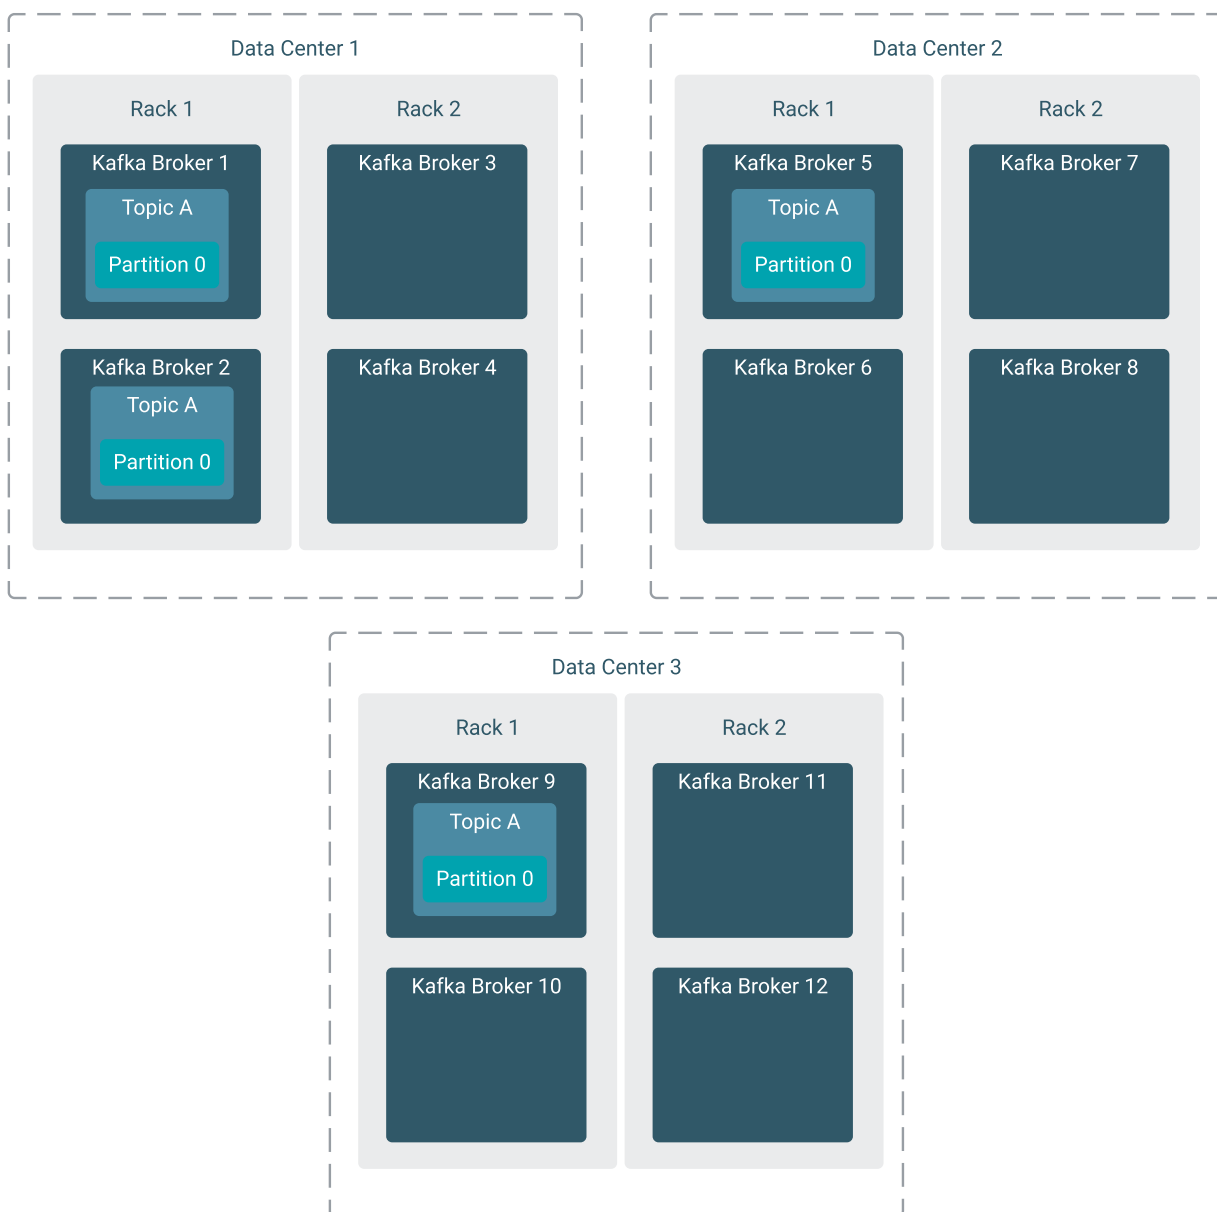 Data Center 1
Rack 1
Kafka Broker 1
Topic A
Partition 0
Kafka Broker 2
Topic A
Partition 0
Rack 2
Kafka Broker 3
Kafka Broker 4
Data Center 2
Rack 1
Kafka Broker 5
Topic A
Partition 0
Kafka Broker 6
Rack 2
Kafka Broker 7
Kafka Broker 8
Data Center 3
Rack 1
Kafka Broker 9
Topic A
Partition 0
Kafka Broker 10
Rack 2
Kafka Broker 11
Kafka Broker 12